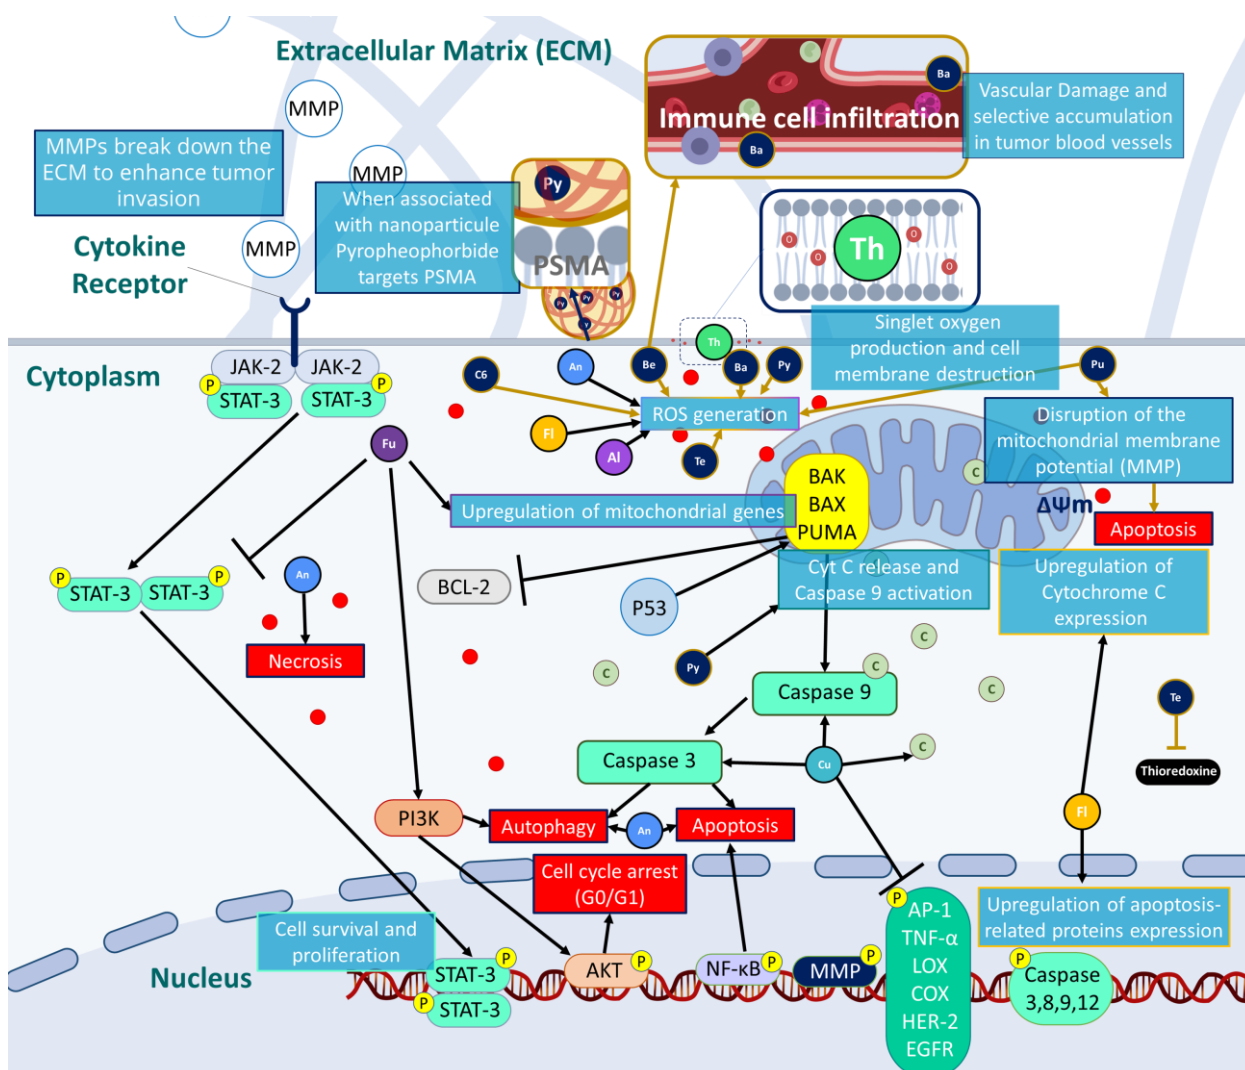 Extracellular Matrix (ECM)
MMP
MMPs break down the
ECM to enhance tumor
invasion
MMP
When associated
with nanoparticule
Pyropheophorbide
targets PSMA
MMP
Cytokine
Receptor
Py
PSMA
Py
Py
Py
y
Immune cell infiltration
Ba
Ba
Vascular Damage and
selective accumulation
in tumor blood vessels
Th
O
O
O
O
Singlet oxygen
production and cell
membrane destruction
Cytoplasm
JAK-2
JAK-2
P
STAT-3
STAT-3
P
C6
An
Be
Th
Ba
Py
Pu
ROS generation
Fl
Al
Te
Fu
Disruption of the
mitochondrial membrane
potential (MMP)
C
ΔΨm
Apoptosis
Upregulation of mitochondrial genes
BAK
BAX
PUMA
BCL-2
P53
Cyt C release and
Caspase 9 activation
C
Upregulation of
Cytochrome C
expression
P
STAT-3
STAT-3
P
An
Necrosis
Py
C
C
C
C
Caspase 9
Te
Thioredoxine
Caspase 3
Cu
C
PI3K
Autophagy
An
Apoptosis
Fl
Cell cycle arrest
(G0/G1)
Cell survival and
proliferation
Upregulation of apoptosis-
related proteins expression
Nucleus
STAT-3
P
P
STAT-3
AKT
P
NF-κB
P
MMP
P
P
AP-1
TNF-α
LOX
COX
HER-2
EGFR
P
Caspase
3,8,9,12